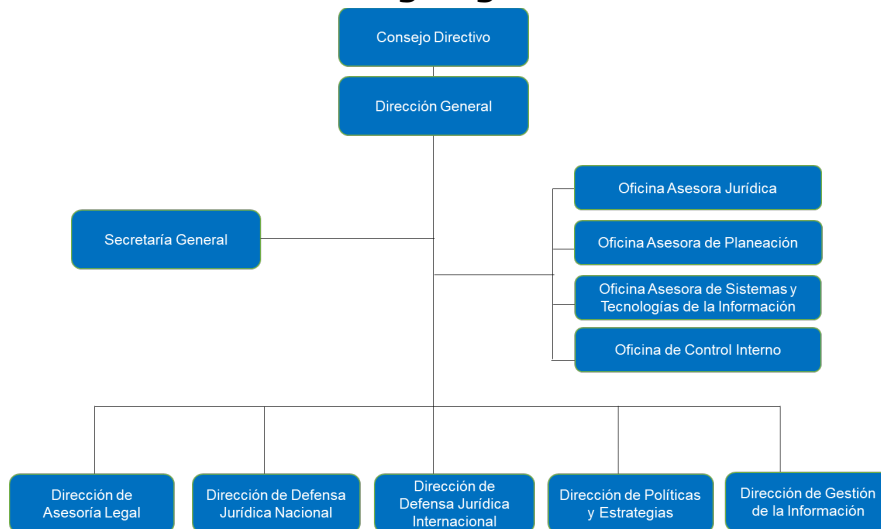 Consejo Directivo
Dirección General
Oficina Asesora Jurídica
Secretaría General
Oficina Asesora de Planeación
Oficina Asesora de Sistemas y
Tecnologías de la Información
Oficina de Control Interno
Dirección de
Asesoría Legal
Dirección de Defensa
Jurídica Nacional
Dirección de
Defensa Jurídica
Internacional
Dirección de Políticas
y Estrategias
Dirección de Gestión
de la Información